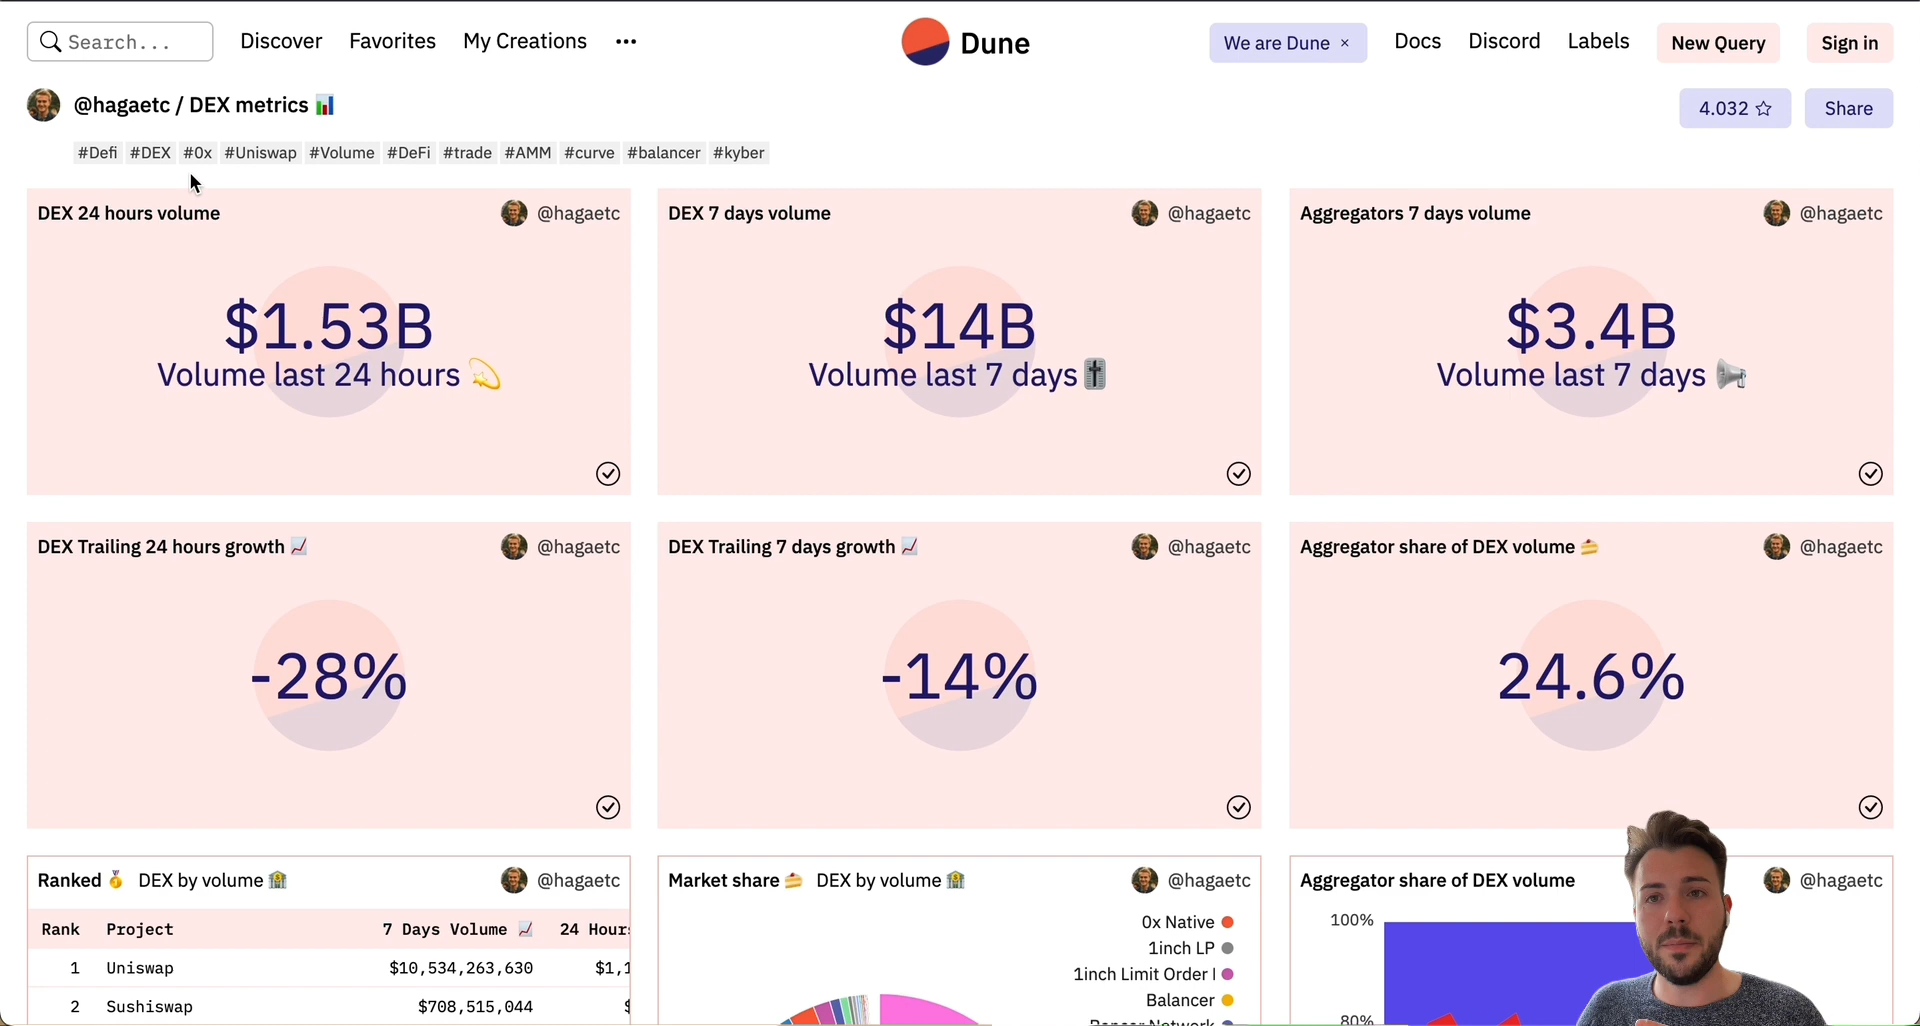 Search...
Discover
Favorites
My Creations
Dune
We are Dune ×
Docs
Discord
Labels
New Query
Sign in
@hagaetc / DEX metrics
4.032
Share
#Defi #DEX #0x #Uniswap #Volume #DeFi #trade #AMM #curve #balancer #kyber
DEX 24 hours volume
@hagaetc
$1.53B
Volume last 24 hours
DEX 7 days volume
@hagaetc
$14B
Volume last 7 days
Aggregators 7 days volume
@hagaetc
$3.4B
Volume last 7 days
DEX Trailing 24 hours growth
@hagaetc
-28%
DEX Trailing 7 days growth
@hagaetc
-14%
Aggregator share of DEX volume
@hagaetc
24.6%
Ranked DEX by volume
@hagaetc
Rank Project 7 Days Volume 24 Hours
1 Uniswap $10,534,263,630 $1,1
2 Sushiswap $708,515,044 $
Market share DEX by volume
@hagaetc
0x Native
1inch LP
1inch Limit Order
Balancer
Bancor Network
Aggregator share of DEX volume
@hagaetc
100%
80%